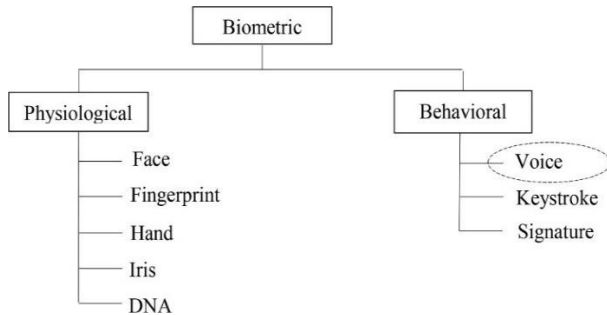 Biometric
Physiological
Behavioral
Face
Fingerprint
Hand
Iris
DNA
Voice
Keystroke
Signature